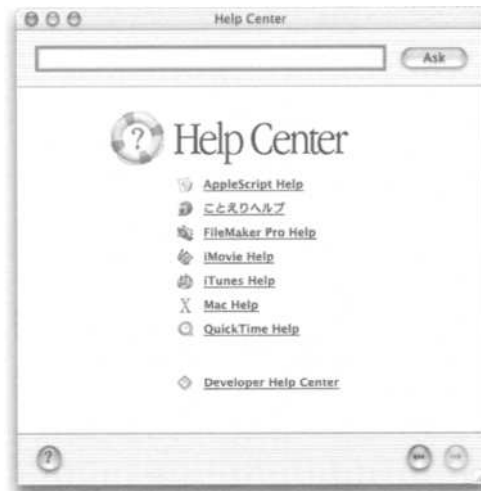 Help Center
Ask
? Help Center
AppleScript Help
ことえりヘルプ
FileMaker Pro Help
iMovie Help
iTunes Help
X Mac Help
QuickTime Help
Developer Help Center
?